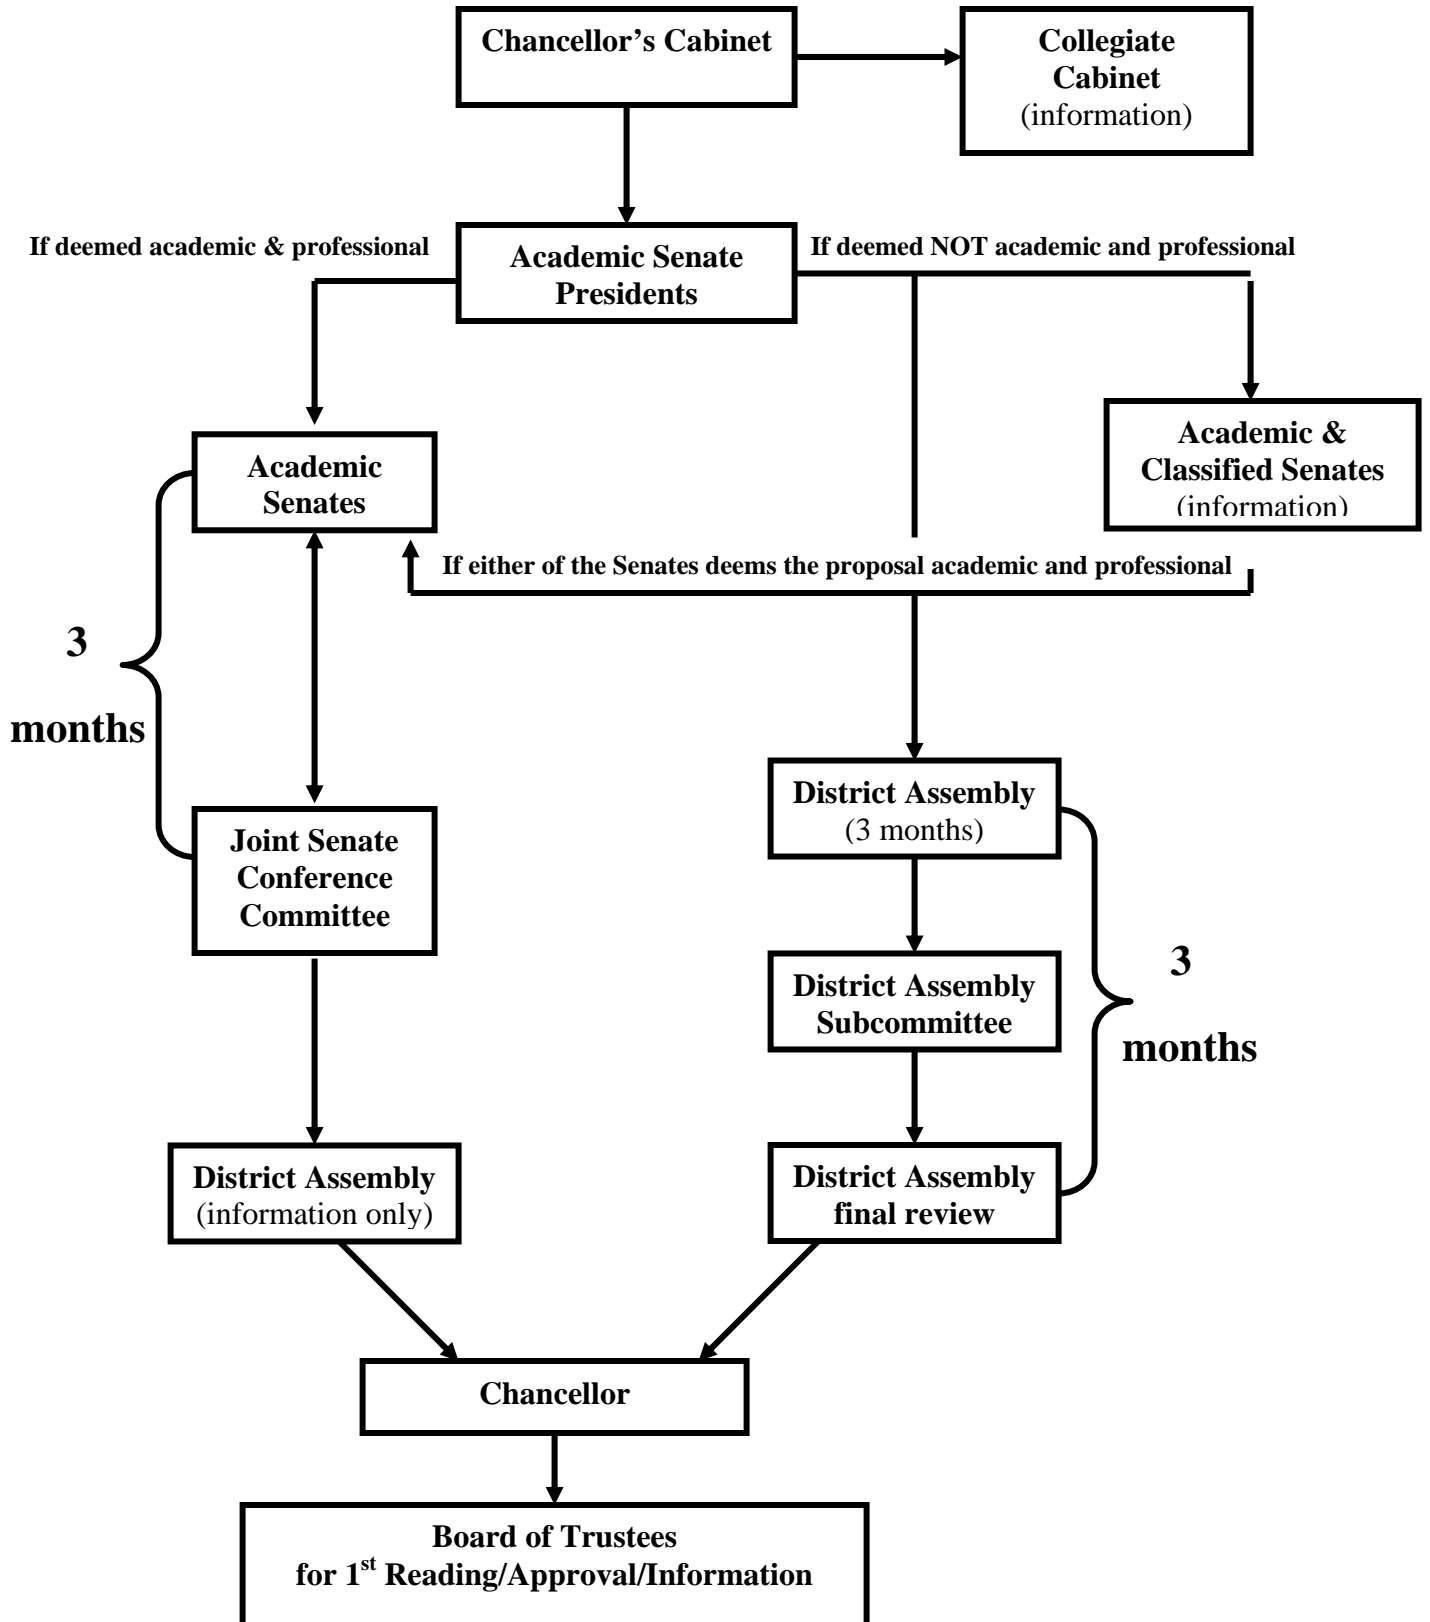 Chancellor’s Cabinet
Collegiate
Cabinet
(information)
If deemed academic & professional
Academic Senate
Presidents
If deemed NOT academic and professional
Academic
Senates
Academic &
Classified Senates
(information)
If either of the Senates deems the proposal academic and professional
3
months
District Assembly
(3 months)
Joint Senate
Conference
Committee
District Assembly
Subcommittee
3
months
District Assembly
(information only)
District Assembly
final review
Chancellor
Board of Trustees
for 1st Reading/Approval/Information